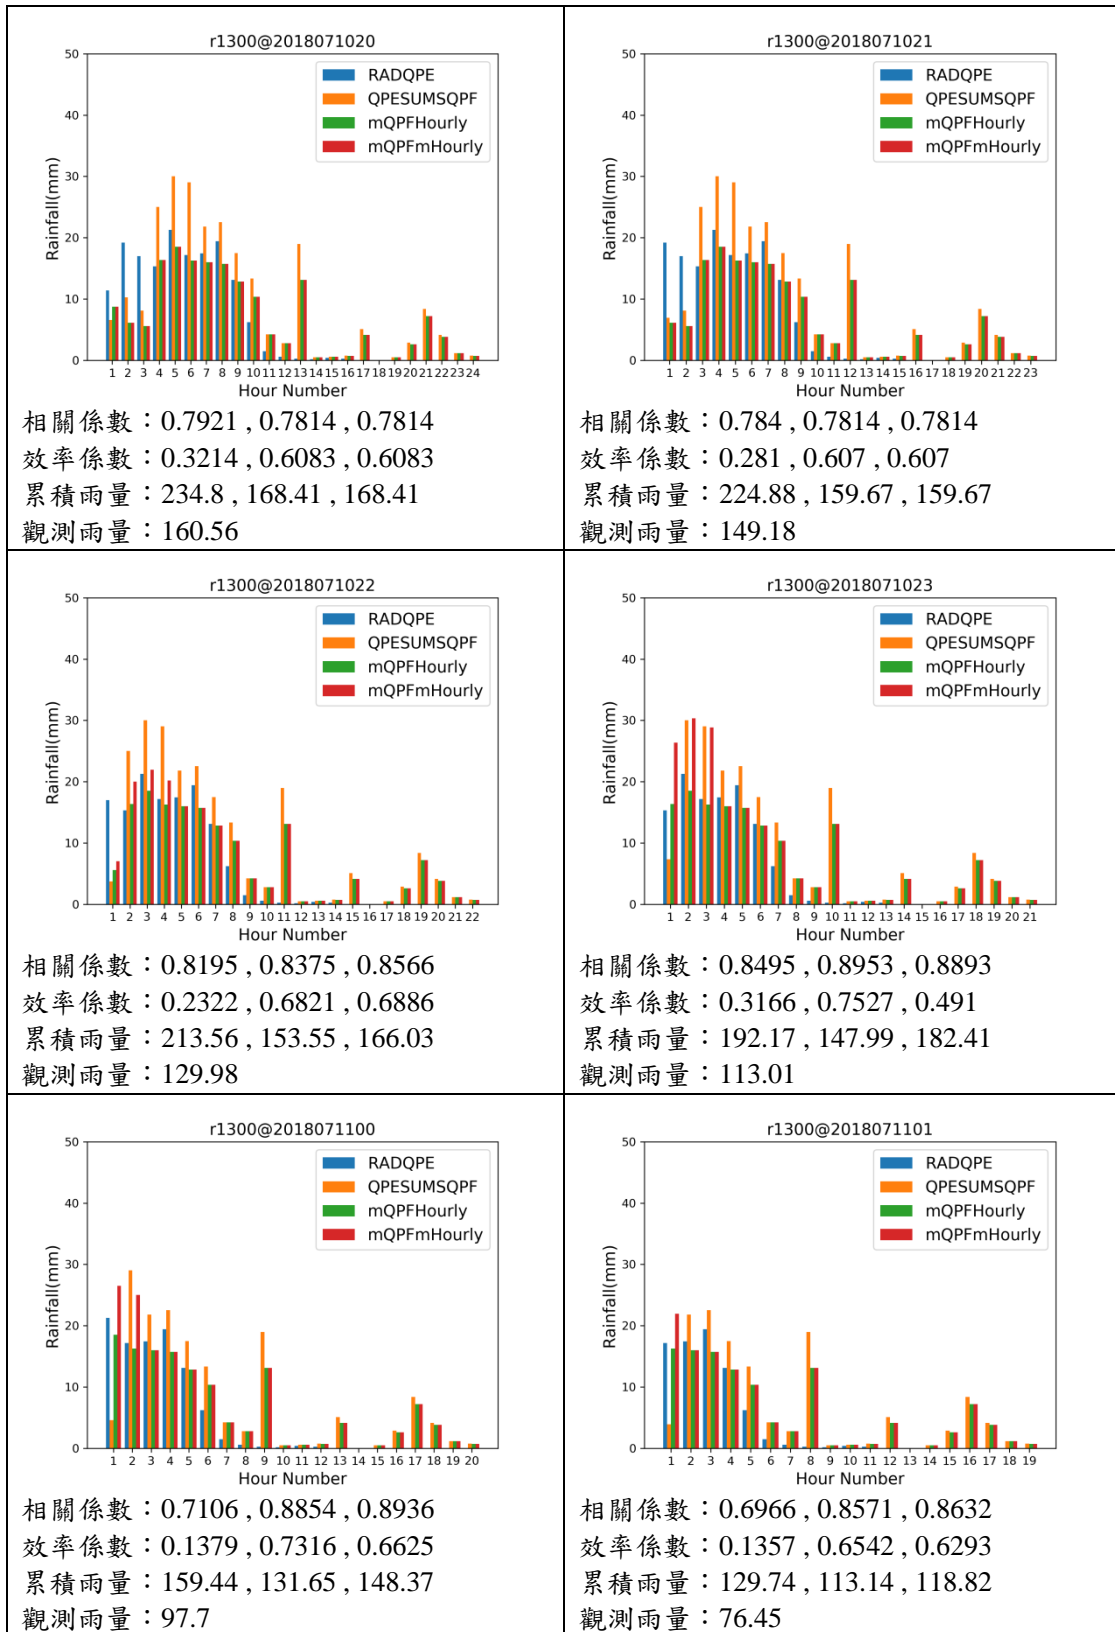 r1300@2018071020
50
40
30
20
10
0
Rainfall(mm)
RADQPE
QPESUMSQPF
mQPFHourly
mQPFmHourly
1 2 3 4 5 6 7 8 9 10 11 12 13 14 15 16 17 18 19 20 21 22 23 24
Hour Number
相關係數：0.7921 , 0.7814 , 0.7814
效率係數：0.3214 , 0.6083 , 0.6083
累積雨量：234.8 , 168.41 , 168.41
觀測雨量：160.56
r1300@2018071021
50
40
30
20
10
0
Rainfall(mm)
RADQPE
QPESUMSQPF
mQPFHourly
mQPFmHourly
1 2 3 4 5 6 7 8 9 10 11 12 13 14 15 16 17 18 19 20 21 22 23
Hour Number
相關係數：0.784 , 0.7814 , 0.7814
效率係數：0.281 , 0.607 , 0.607
累積雨量：224.88 , 159.67 , 159.67
觀測雨量：149.18
r1300@2018071022
50
40
30
20
10
0
Rainfall(mm)
RADQPE
QPESUMSQPF
mQPFHourly
mQPFmHourly
1 2 3 4 5 6 7 8 9 10 11 12 13 14 15 16 17 18 19 20 21 22
Hour Number
相關係數：0.8195 , 0.8375 , 0.8566
效率係數：0.2322 , 0.6821 , 0.6886
累積雨量：213.56 , 153.55 , 166.03
觀測雨量：129.98
r1300@2018071023
50
40
30
20
10
0
Rainfall(mm)
RADQPE
QPESUMSQPF
mQPFHourly
mQPFmHourly
1 2 3 4 5 6 7 8 9 10 11 12 13 14 15 16 17 18 19 20 21
Hour Number
相關係數：0.8495 , 0.8953 , 0.8893
效率係數：0.3166 , 0.7527 , 0.491
累積雨量：192.17 , 147.99 , 182.41
觀測雨量：113.01
r1300@2018071100
50
40
30
20
10
0
Rainfall(mm)
RADQPE
QPESUMSQPF
mQPFHourly
mQPFmHourly
1 2 3 4 5 6 7 8 9 10 11 12 13 14 15 16 17 18 19 20
Hour Number
相關係數：0.7106 , 0.8854 , 0.8936
效率係數：0.1379 , 0.7316 , 0.6625
累積雨量：159.44 , 131.65 , 148.37
觀測雨量：97.7
r1300@2018071101
50
40
30
20
10
0
Rainfall(mm)
RADQPE
QPESUMSQPF
mQPFHourly
mQPFmHourly
1 2 3 4 5 6 7 8 9 10 11 12 13 14 15 16 17 18 19
Hour Number
相關係數：0.6966 , 0.8571 , 0.8632
效率係數：0.1357 , 0.6542 , 0.6293
累積雨量：129.74 , 113.14 , 118.82
觀測雨量：76.45